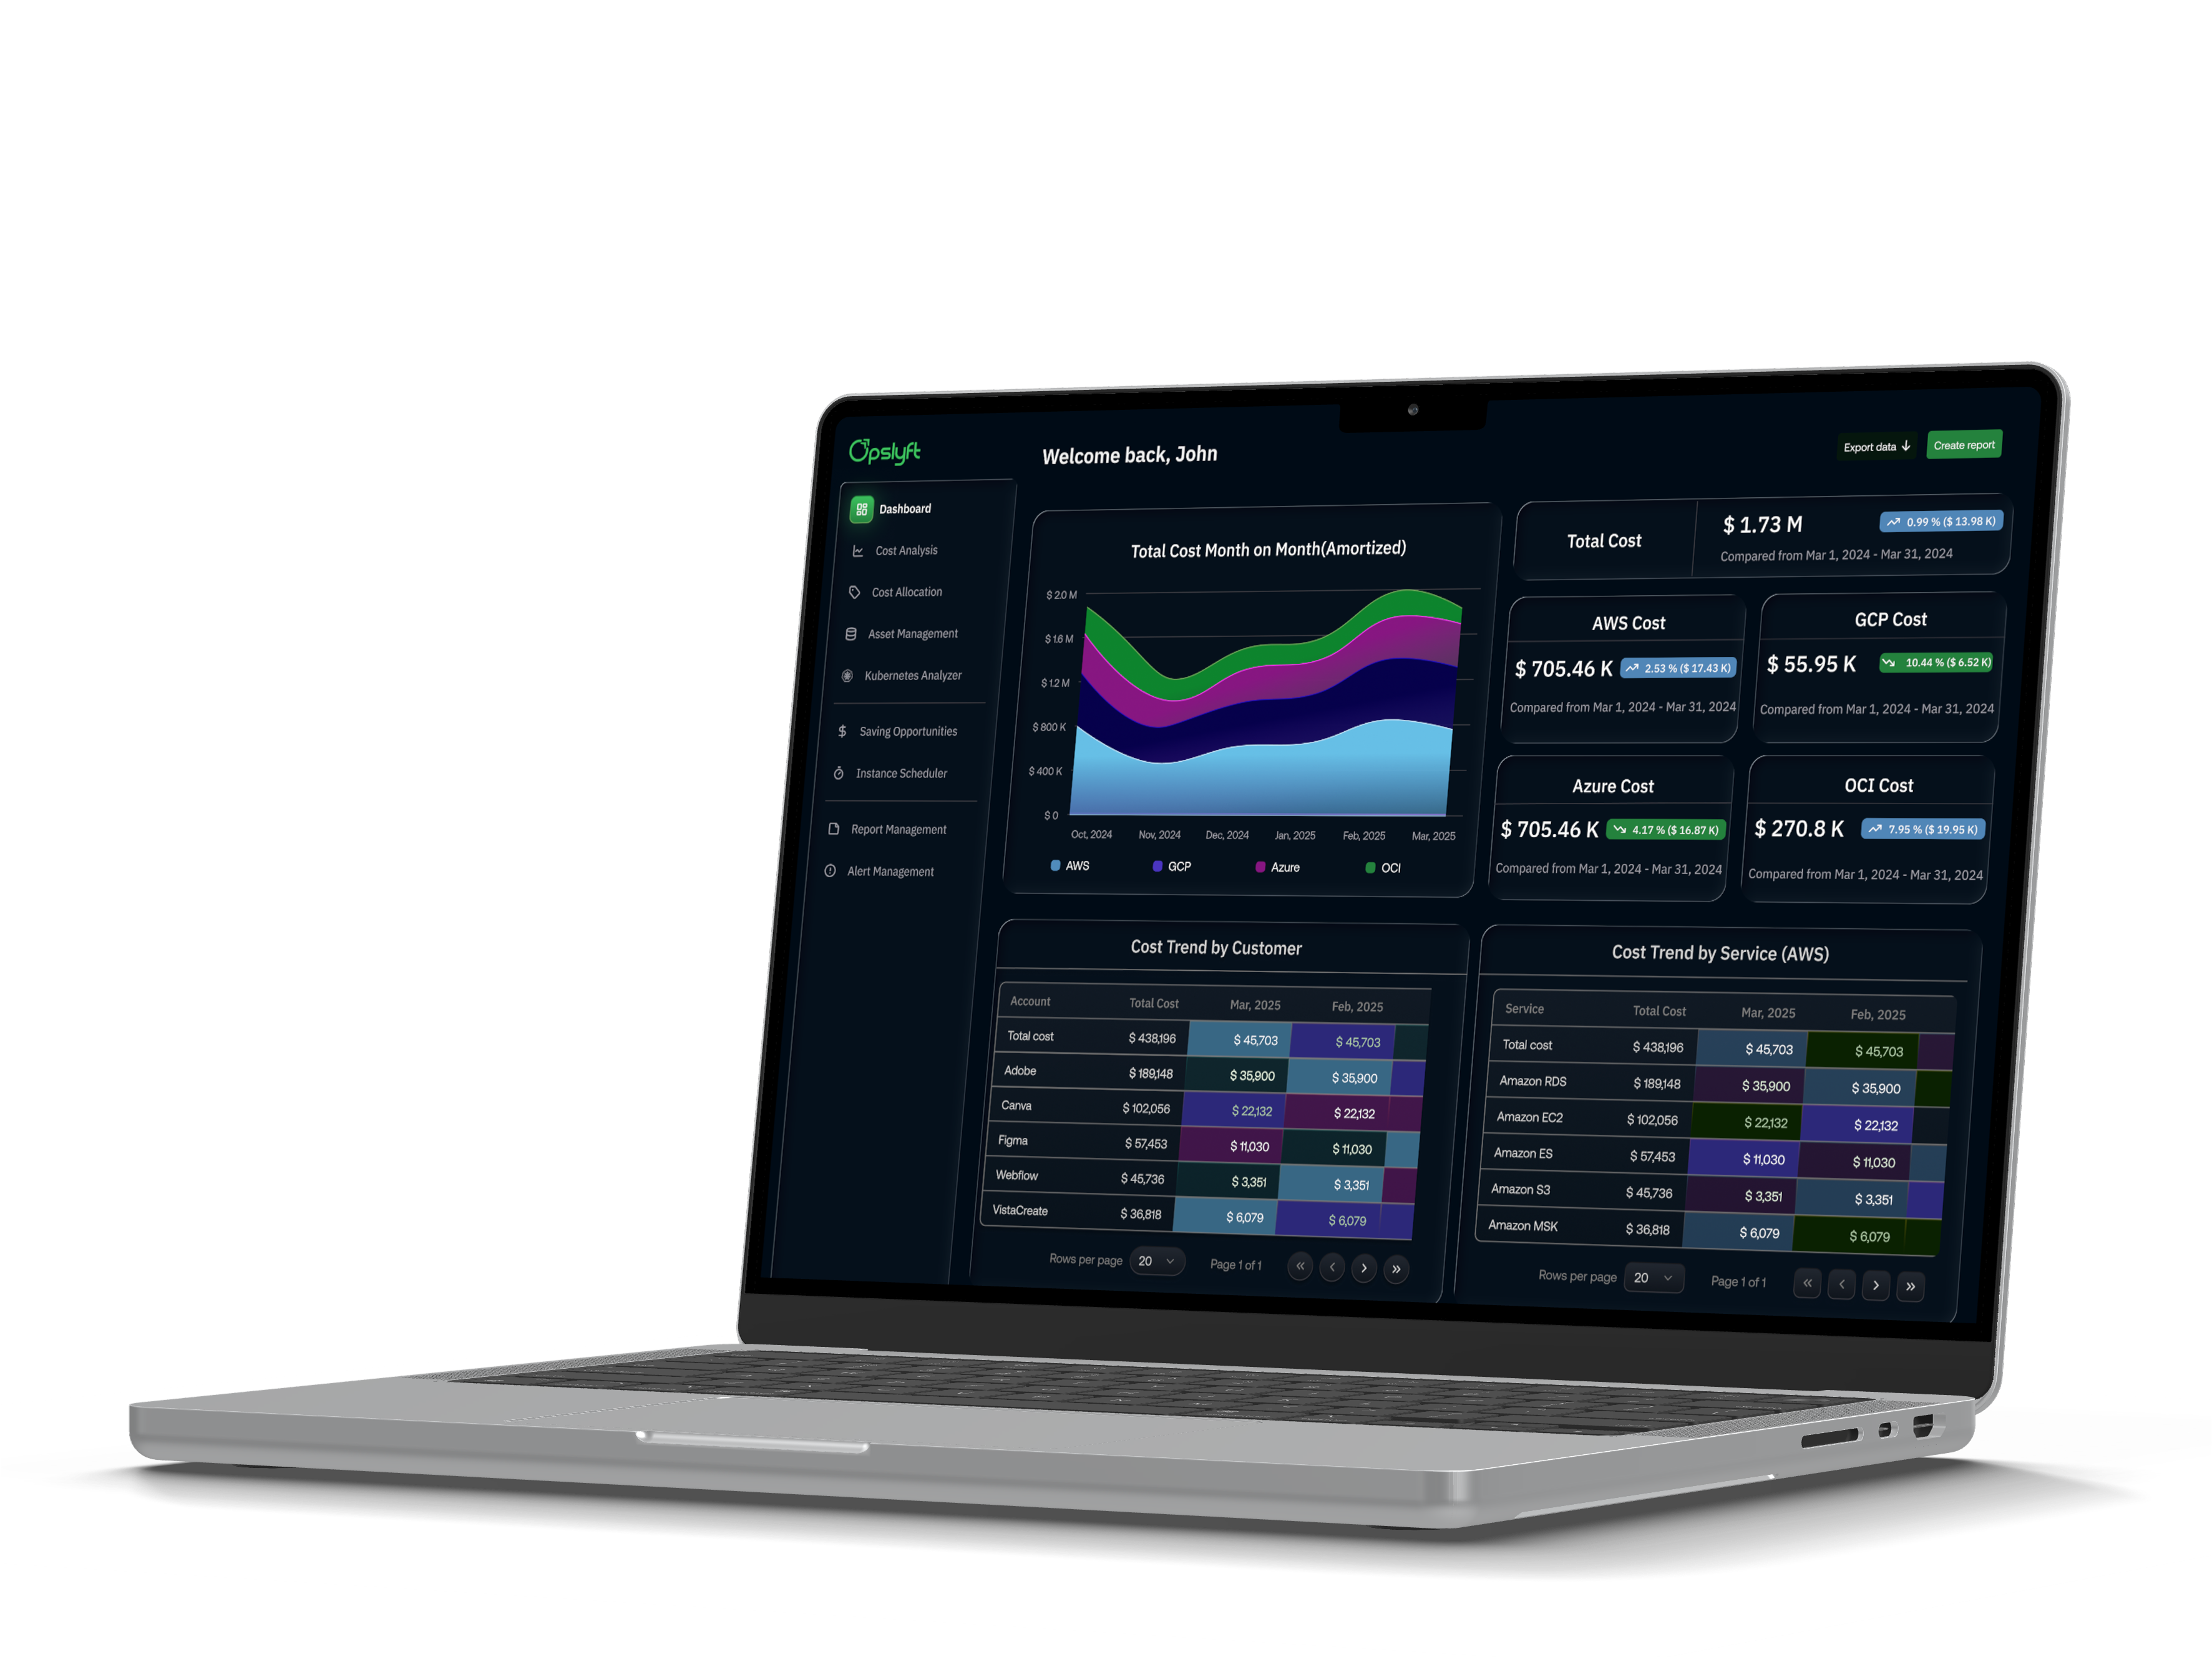 Opslyft
Welcome back, John
Export data
Create report
Dashboard
Cost Analysis
Cost Allocation
Asset Management
Kubernetes Analyzer
$ Saving Opportunities
Instance Scheduler
Report Management
Alert Management
Total Cost Month on Month(Amortized)
$ 2.0 M
$ 1.6 M
$ 1.2 M
$ 800 K
$ 400 K
$ 0
Oct, 2024 Nov, 2024 Dec, 2024 Jan, 2025 Feb, 2025 Mar, 2025
AWS GCP Azure OCI
Total Cost
$ 1.73 M 0.99 % ($ 13.98 K)
Compared from Mar 1, 2024 - Mar 31, 2024
AWS Cost
$ 705.46 K 2.53 % ($ 17.43 K)
Compared from Mar 1, 2024 - Mar 31, 2024
GCP Cost
$ 55.95 K 10.44 % ($ 6.52 K)
Compared from Mar 1, 2024 - Mar 31, 2024
Azure Cost
$ 705.46 K 4.17 % ($ 16.87 K)
Compared from Mar 1, 2024 - Mar 31, 2024
OCI Cost
$ 270.8 K 7.95 % ($ 19.95 K)
Compared from Mar 1, 2024 - Mar 31, 2024
Cost Trend by Customer
Account Total Cost Mar, 2025 Feb, 2025
Total cost $ 438,196 $ 45,703 $ 45,703
Adobe $ 189,148 $ 35,900 $ 35,900
Canva $ 102,056 $ 22,132 $ 22,132
Figma $ 57,453 $ 11,030 $ 11,030
Webflow $ 45,736 $ 3,351 $ 3,351
VistaCreate $ 36,818 $ 6,079 $ 6,079
Rows per page 20 Page 1 of 1
Cost Trend by Service (AWS)
Service Total Cost Mar, 2025 Feb, 2025
Total cost $ 438,196 $ 45,703 $ 45,703
Amazon RDS $ 189,148 $ 35,900 $ 35,900
Amazon EC2 $ 102,056 $ 22,132 $ 22,132
Amazon ES $ 57,453 $ 11,030 $ 11,030
Amazon S3 $ 45,736 $ 3,351 $ 3,351
Amazon MSK $ 36,818 $ 6,079 $ 6,079
Rows per page 20 Page 1 of 1